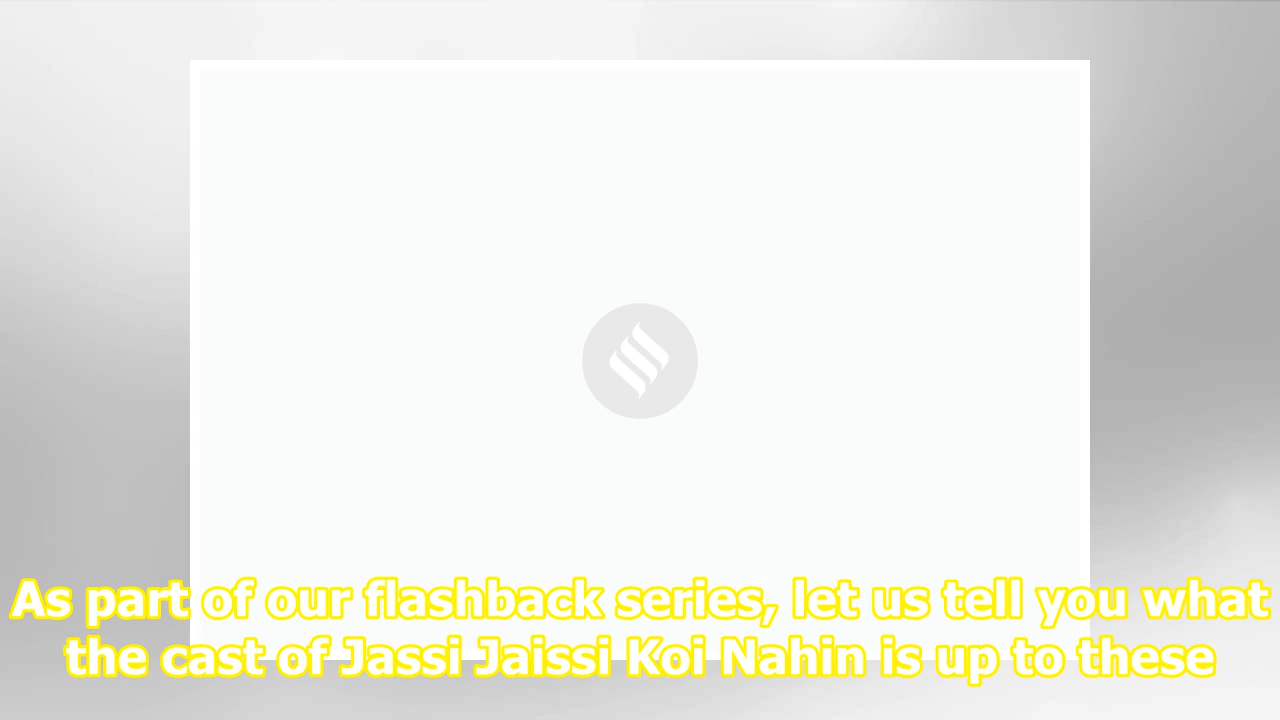 As part of our flashback series, let us tell you what
the cast of Jassi Jaissi Koi Nahin is up to these